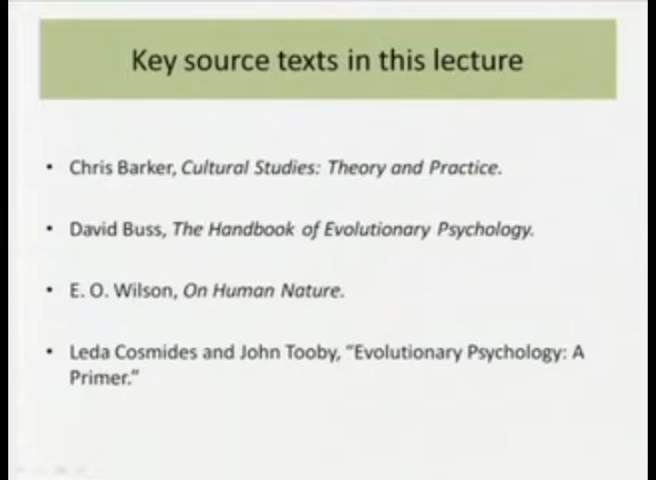 Key source texts in this lecture
• Chris Barker, Cultural Studies: Theory and Practice.
• David Buss, The Handbook of Evolutionary Psychology.
• E. O. Wilson, On Human Nature.
• Leda Cosmides and John Tooby, “Evolutionary Psychology: A
Primer.”